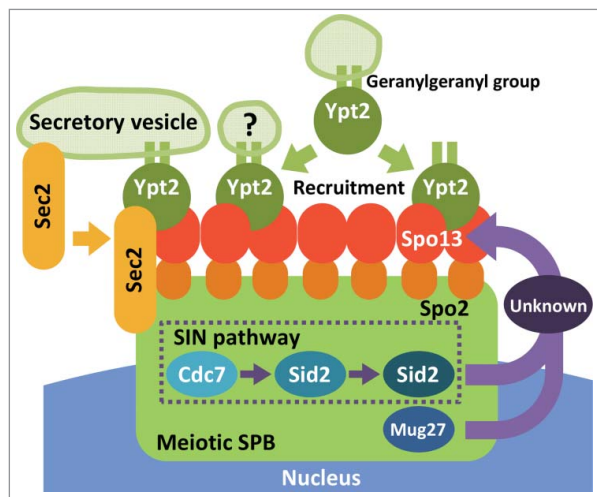 Geranylgeranyl group
Ypt2
Secretory vesicle
?
Sec2
Ypt2
Ypt2
Recruitment
Ypt2
Sec2
Spo13
Spo2
Unknown
SIN pathway
Cdc7
Sid2
Sid2
Mug27
Meiotic SPB
Nucleus